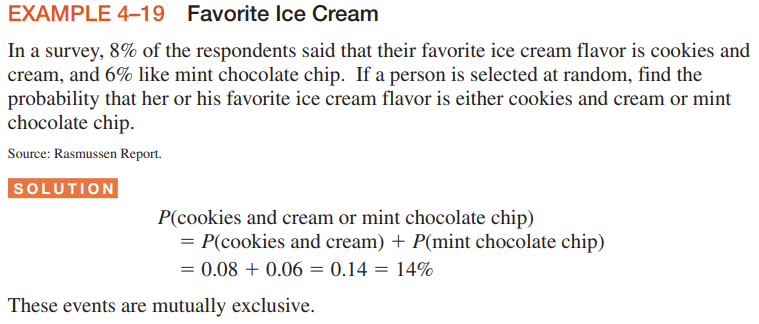 EXAMPLE 4–19 Favorite Ice Cream
In a survey, 8% of the respondents said that their favorite ice cream flavor is cookies and
cream, and 6% like mint chocolate chip. If a person is selected at random, find the
probability that her or his favorite ice cream flavor is either cookies and cream or mint
chocolate chip.
Source: Rasmussen Report.
SOLUTION
P(cookies and cream or mint chocolate chip)
= P(cookies and cream) + P(mint chocolate chip)
= 0.08 + 0.06 = 0.14 = 14%
These events are mutually exclusive.